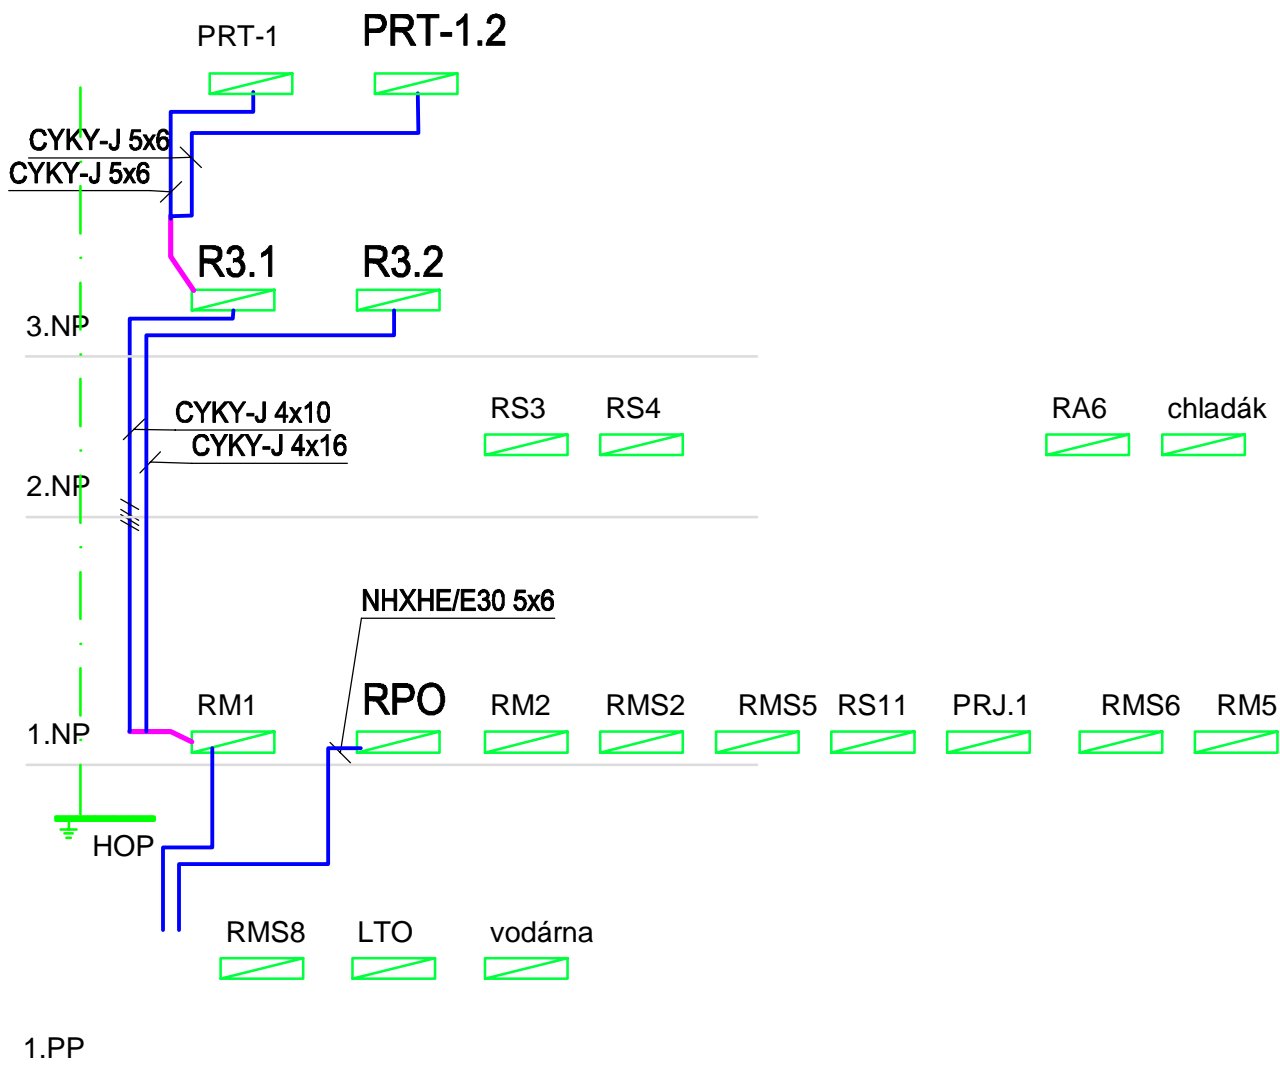 PRT-1 PRT-1.2
CYKY-J 5x6
CYKY-J 5x6
R3.1 R3.2
3.NP
CYKY-J 4x10
CYKY-J 4x16
RS3 RS4 RA6 chladák
2.NP
NHXHE/E30 5x6
RM1 RPO RM2 RMS2 RMS5 RS11 PRJ.1 RMS6 RM5
1.NP
HOP
RMS8 LTO vodárna
1.PP